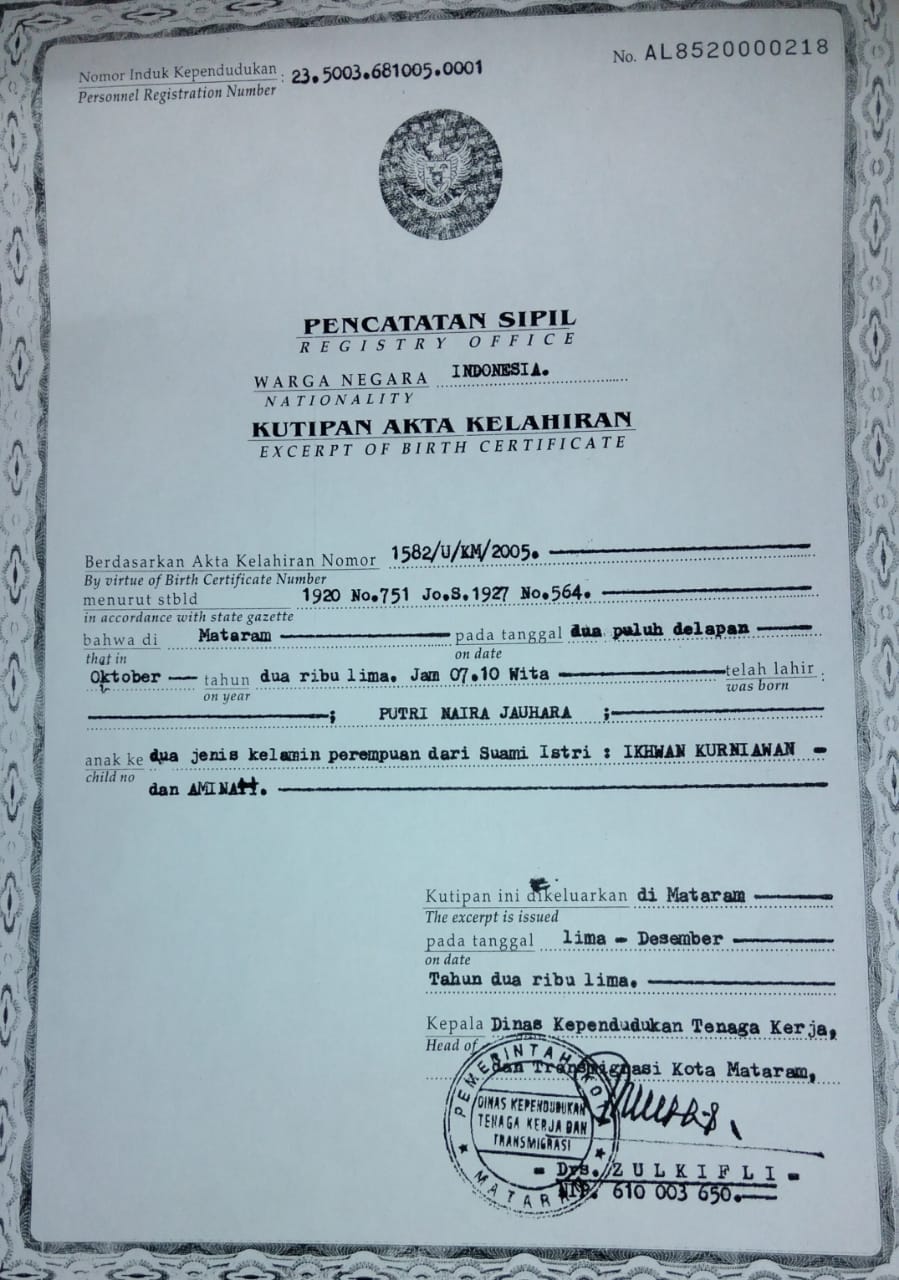 Nomor Induk Kependudukan : 23.5003.681005.0001
Personnel Registration Number
No. AL8520000218
PENCATATAN SIPIL
REGISTRY OFFICE
WARGA NEGARA INDONESIA.
NATIONALITY
KUTIPAN AKTA KELAHIRAN
EXCERPT OF BIRTH CERTIFICATE
Berdasarkan Akta Kelahiran Nomor 1582/U/KM/2005.
By virtue of Birth Certificate Number
menurut stbld 1920 No.751 Jo.S.1927 No.564.
in accordance with state gazette
bahwa di Mataram pada tanggal dua puluh delapan
that in on date
Oktober tahun dua ribu lima. Jam 07.10 Wita telah lahir :
on year was born
; PUTRI NAIRA JAUHARA ;
anak ke dua jenis kelamin perempuan dari Suami Istri : IKHWAN KURNIAWAN -
child no
dan AMINAH.
Kutipan ini dikeluarkan di Mataram
The excerpt is issued
pada tanggal lima - Desember
on date
Tahun dua ribu lima.
Kepala Dinas Kependudukan Tenaga Kerja,
Head of
dan Transmigrasi Kota Mataram,
PEMERINTAH KOTA
DINAS KEPENDUDUKAN
TENAGA KERJA DAN
TRANSMIGRASI
MATARAM
- Drs. ZULKIFLI -
NIP. 610 003 650.